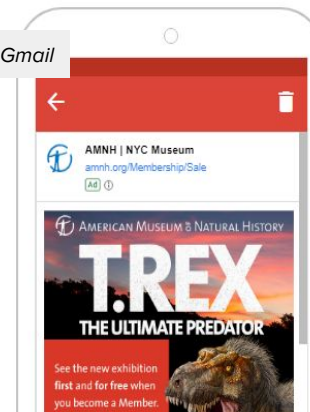 Gmail
AMNH | NYC Museum
amnh.org/Membership/Sale
Ad
AMERICAN MUSEUM & NATURAL HISTORY
T.REX
THE ULTIMATE PREDATOR
See the new exhibition
first and for free when
you become a Member.